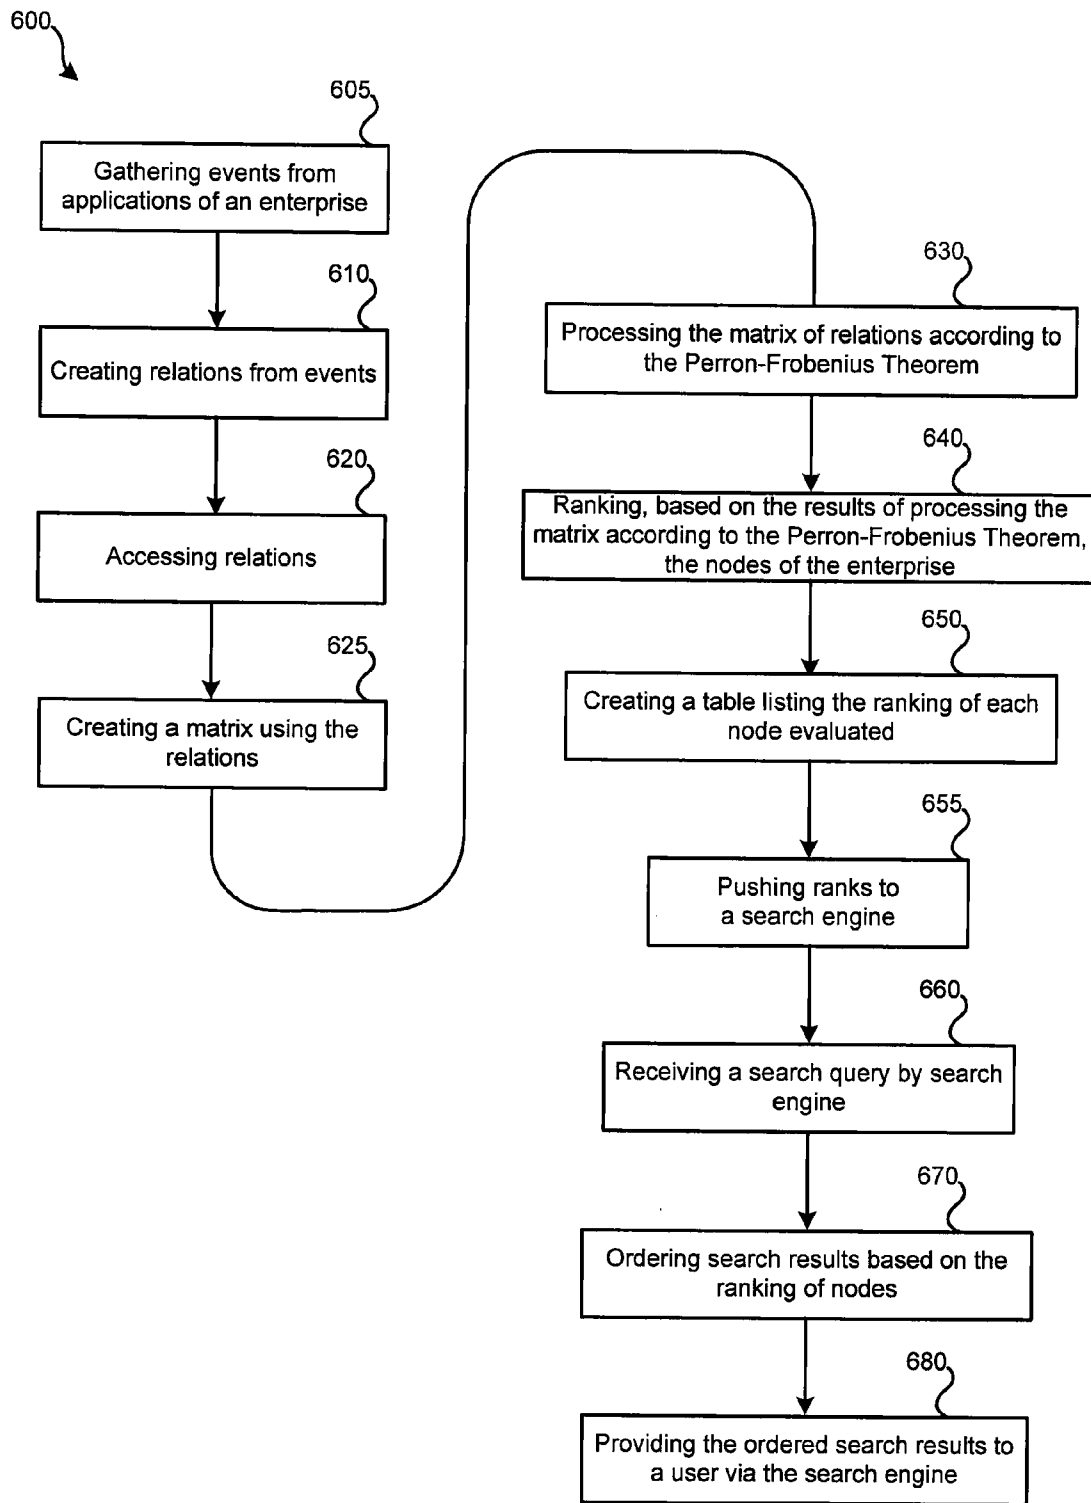 600
605
Gathering events from
applications of an enterprise
610
Creating relations from events
620
Accessing relations
625
Creating a matrix using the
relations
630
Processing the matrix of relations according to
the Perron-Frobenius Theorem
640
Ranking, based on the results of processing the
matrix according to the Perron-Frobenius Theorem,
the nodes of the enterprise
650
Creating a table listing the ranking of each
node evaluated
655
Pushing ranks to
a search engine
660
Receiving a search query by search
engine
670
Ordering search results based on the
ranking of nodes
680
Providing the ordered search results to
a user via the search engine